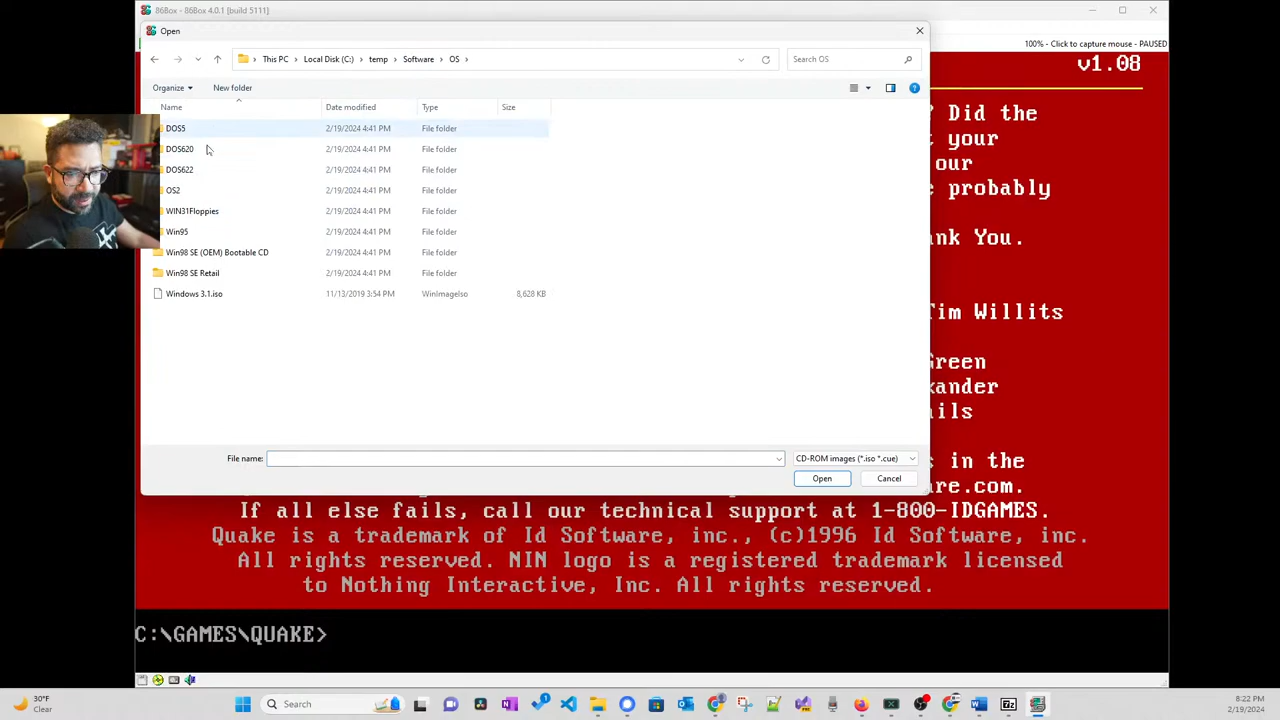 86Box - 86Box 4.0.1 [build 5111]
Open
100% - Click to capture mouse - PAUSED
This PC > Local Disk (C:) > temp > Software > OS >
Search OS
v1.08
Organize
New folder
Name Date modified Type Size
DOS5 2/19/2024 4:41 PM File folder
? Did the
DOS620 2/19/2024 4:41 PM File folder
your
DOS622 2/19/2024 4:41 PM File folder
our
OS2 2/19/2024 4:41 PM File folder
probably
WIN31Floppies 2/19/2024 4:41 PM File folder
Win95 2/19/2024 4:41 PM File folder
nk You.
Win98 SE (OEM) Bootable CD 2/19/2024 4:41 PM File folder
Win98 SE Retail 2/19/2024 4:41 PM File folder
Windows 3.1.iso 11/13/2019 3:54 PM WinImageIso 8,628 KB
Tim Willits
Green
xander
ils
File name:
CD-ROM images (*.iso *.cue)
in the
Open
Cancel
re.com.
If all else fails, call our technical support at 1-800-IDGAMES.
Quake is a trademark of Id Software, inc., (c)1996 Id Software, inc.
All rights reserved. NIN logo is a registered trademark licensed
to Nothing Interactive, Inc. All rights reserved.
C:\GAMES\QUAKE>
30°F
Clear
Search
8:22 PM
2/19/2024